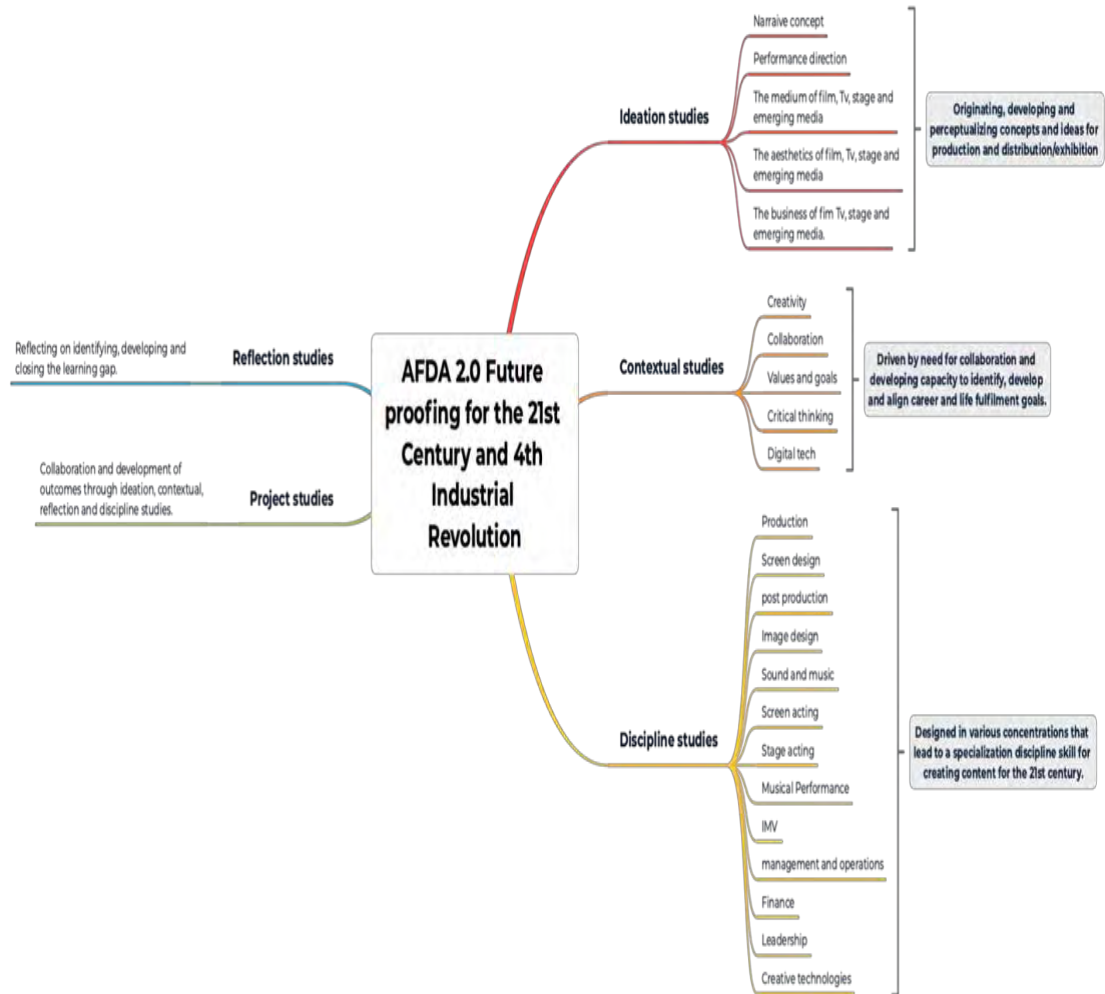 AFDA 2.0 Future
proofing for the 21st
Century and 4th
Industrial
Revolution
Ideation studies
Narraive concept
Performance direction
The medium of film, Tv, stage and
emerging media
The aesthetics of film, Tv, stage and
emerging media
The business of fim Tv, stage and
emerging media.
Originating, developing and
perceptualizing concepts and ideas for
production and distribution/exhibition
Contextual studies
Creativity
Collaboration
Values and goals
Critical thinking
Digital tech
Driven by need for collaboration and
developing capacity to identify, develop
and align career and life fulfilment goals.
Discipline studies
Production
Screen design
post production
Image design
Sound and music
Screen acting
Stage acting
Musical Performance
IMV
management and operations
Finance
Leadership
Creative technologies
Designed in various concentrations that
lead to a specialization discipline skill for
creating content for the 21st century.
Reflection studies
Reflecting on identifying, developing and
closing the learning gap.
Project studies
Collaboration and development of
outcomes through ideation, contextual,
reflection and discipline studies.